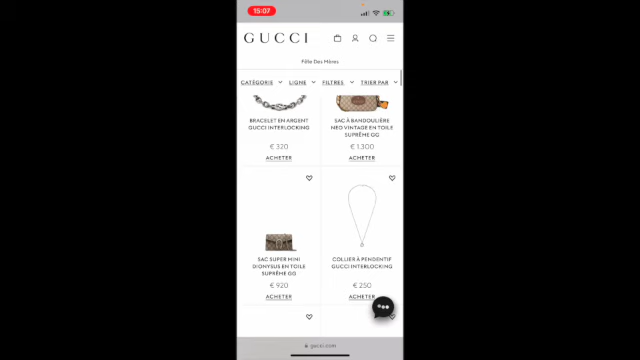 15:07
GUCCI
Fête Des Mères
CATÉGORIE LIGNE FILTRES TRIER PAR
BRACELET EN ARGENT
GUCCI INTERLOCKING
€ 320
ACHETER
SAC À BANDOULIÈRE
NEO VINTAGE EN TOILE
SUPRÊME GG
€ 1.300
ACHETER
SAC SUPER MINI
DIONYSUS EN TOILE
SUPRÊME GG
€ 920
ACHETER
COLLIER À PENDENTIF
GUCCI INTERLOCKING
€ 250
ACHETER
gucci.com